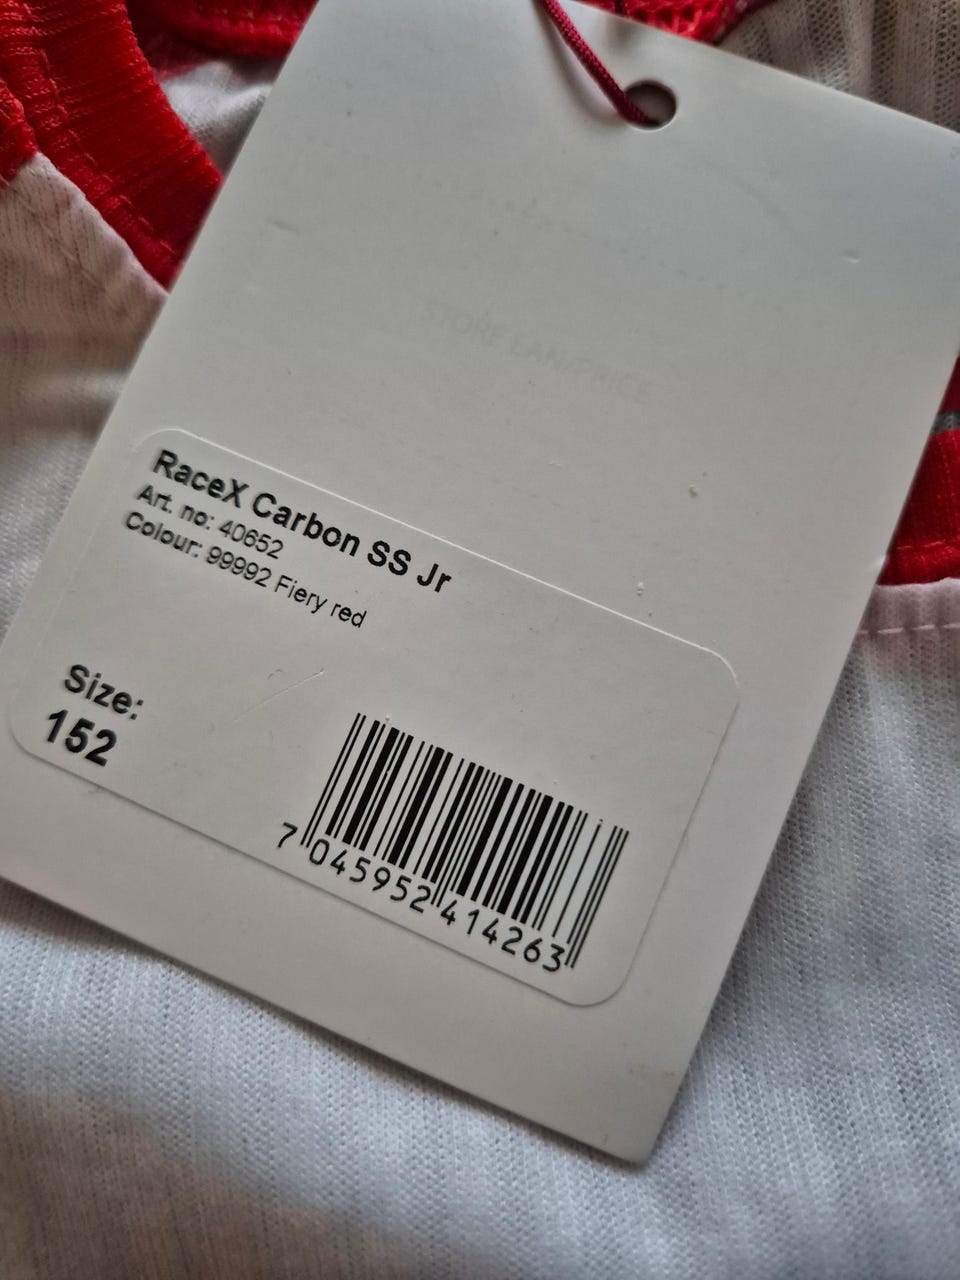 STORE EAN/PRICE
RaceX Carbon SS Jr
Art. no: 40652
Colour: 99992 Fiery red
Size:
152
7 045952 414263